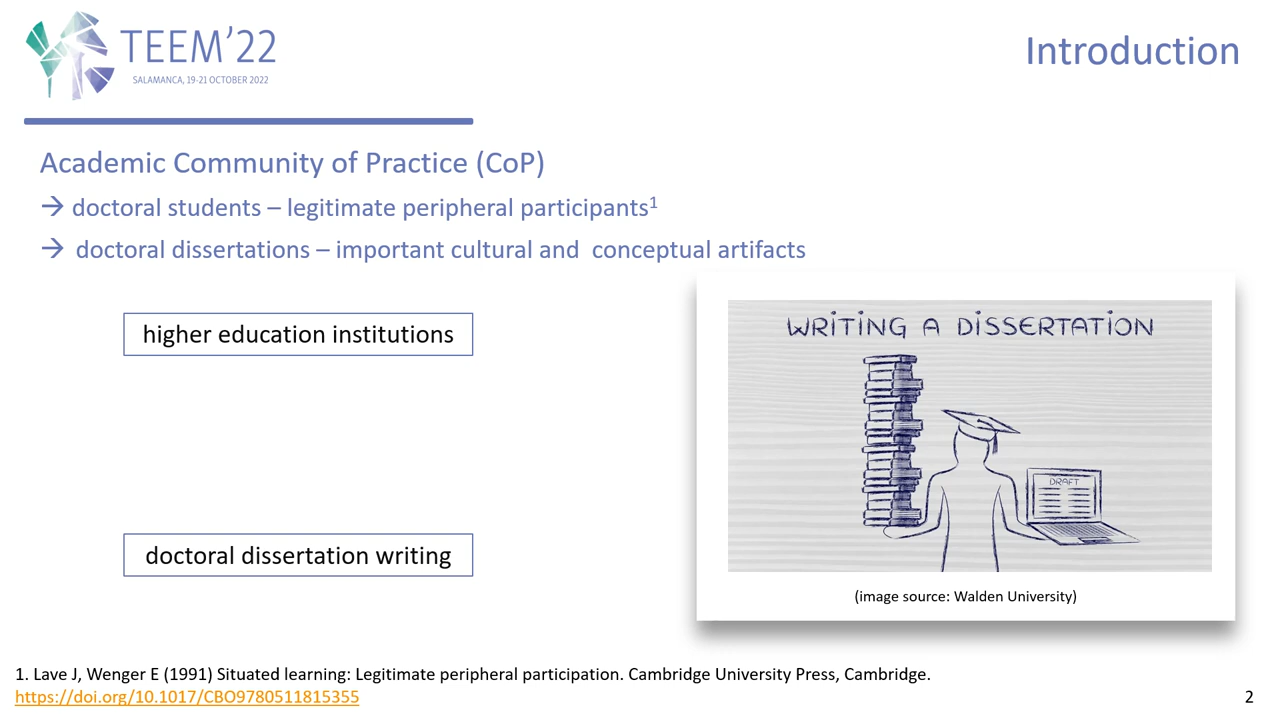 TEEM’22
SALAMANCA, 19-21 OCTOBER 2022
Introduction
Academic Community of Practice (CoP)
→ doctoral students – legitimate peripheral participants¹
→ doctoral dissertations – important cultural and conceptual artifacts
higher education institutions
doctoral dissertation writing
WRITING A DISSERTATION
DRAFT
(image source: Walden University)
1. Lave J, Wenger E (1991) Situated learning: Legitimate peripheral participation. Cambridge University Press, Cambridge.
https://doi.org/10.1017/CBO9780511815355
2